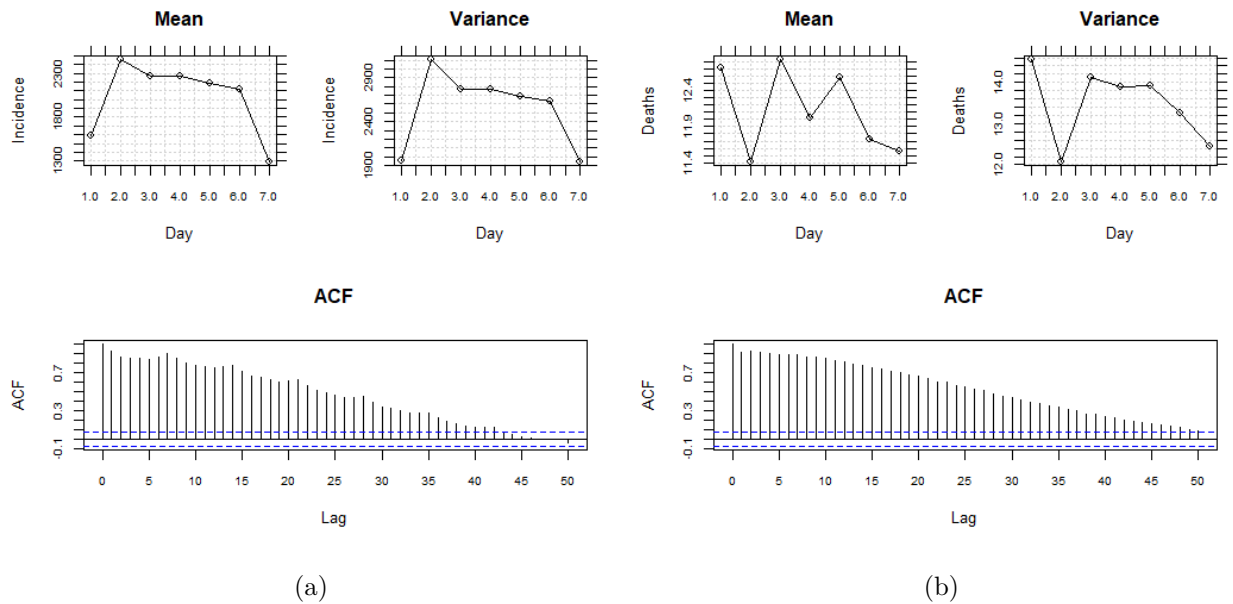 Mean
Incidence
2300
1800
1300
1.0 2.0 3.0 4.0 5.0 6.0 7.0
Day
Variance
Incidence
2900
2400
1900
1.0 2.0 3.0 4.0 5.0 6.0 7.0
Day
ACF
ACF
0.7
0.3
-0.1
0 5 10 15 20 25 30 35 40 45 50
Lag
(a)
Mean
Deaths
12.4
11.9
11.4
1.0 2.0 3.0 4.0 5.0 6.0 7.0
Day
Variance
Deaths
14.0
13.0
12.0
1.0 2.0 3.0 4.0 5.0 6.0 7.0
Day
ACF
ACF
0.7
0.3
-0.1
0 5 10 15 20 25 30 35 40 45 50
Lag
(b)